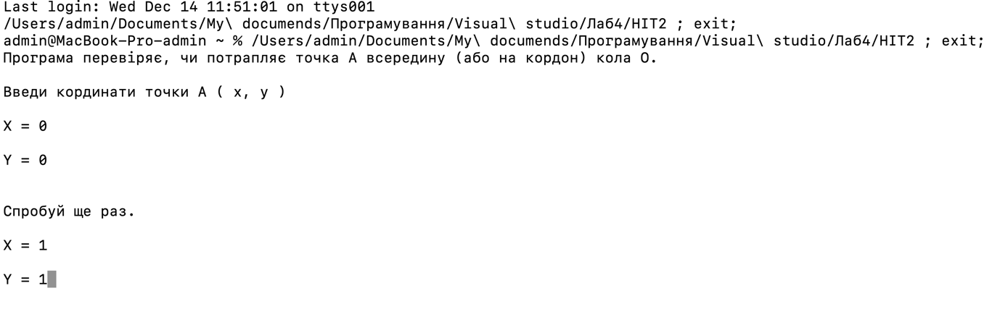 Last login: Wed Dec 14 11:51:01 on ttys001
/Users/admin/Documents/My\ documends/Програмування/Visual\ studio/Лаб4/HIT2 ; exit;
admin@MacBook-Pro-admin ~ % /Users/admin/Documents/My\ documends/Програмування/Visual\ studio/Лаб4/HIT2 ; exit;
Програма перевіряє, чи потрапляє точка А всередину (або на кордон) кола О.
Введи кординати точки А ( x, y )
X = 0
Y = 0
Спробуй ще раз.
X = 1
Y = 1